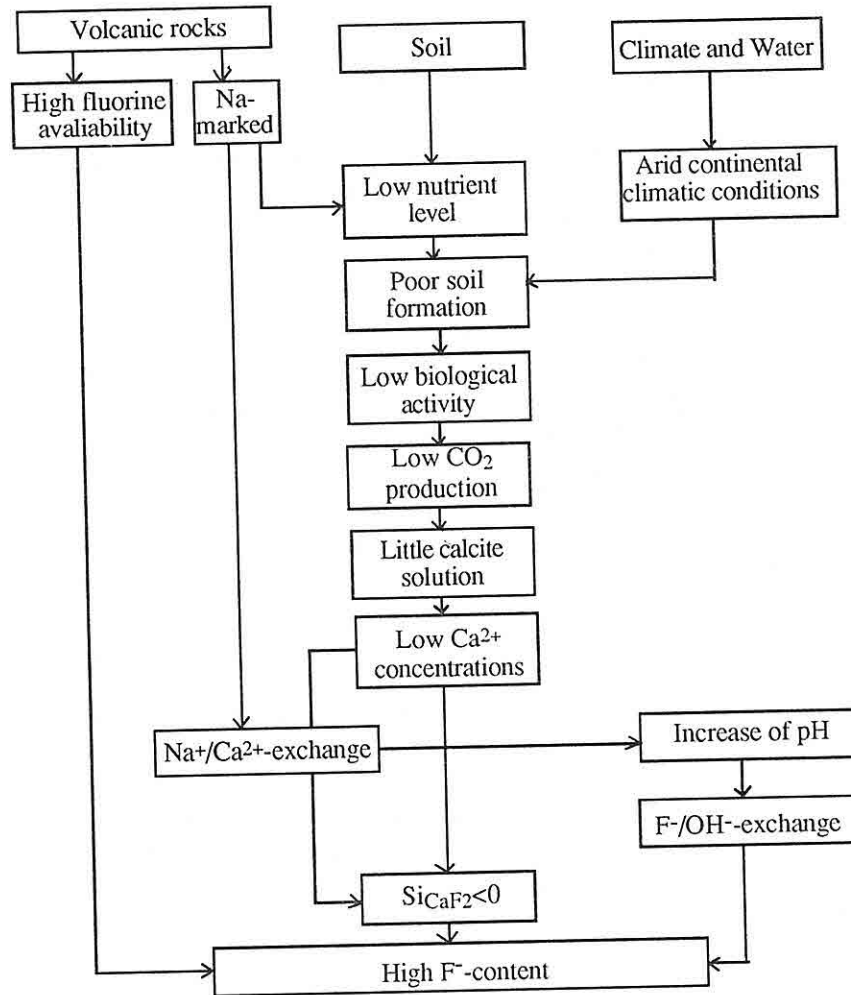 Volcanic rocks
Soil
Climate and Water
High fluorine
avaliability
Na-
marked
Low nutrient
level
Arid continental
climatic conditions
Poor soil
formation
Low biological
activity
Low CO₂
production
Little calcite
solution
Low Ca²⁺
concentrations
Na⁺/Ca²⁺-exchange
Increase of pH
F⁻/OH⁻-exchange
Si_CaF2<0
High F⁻-content